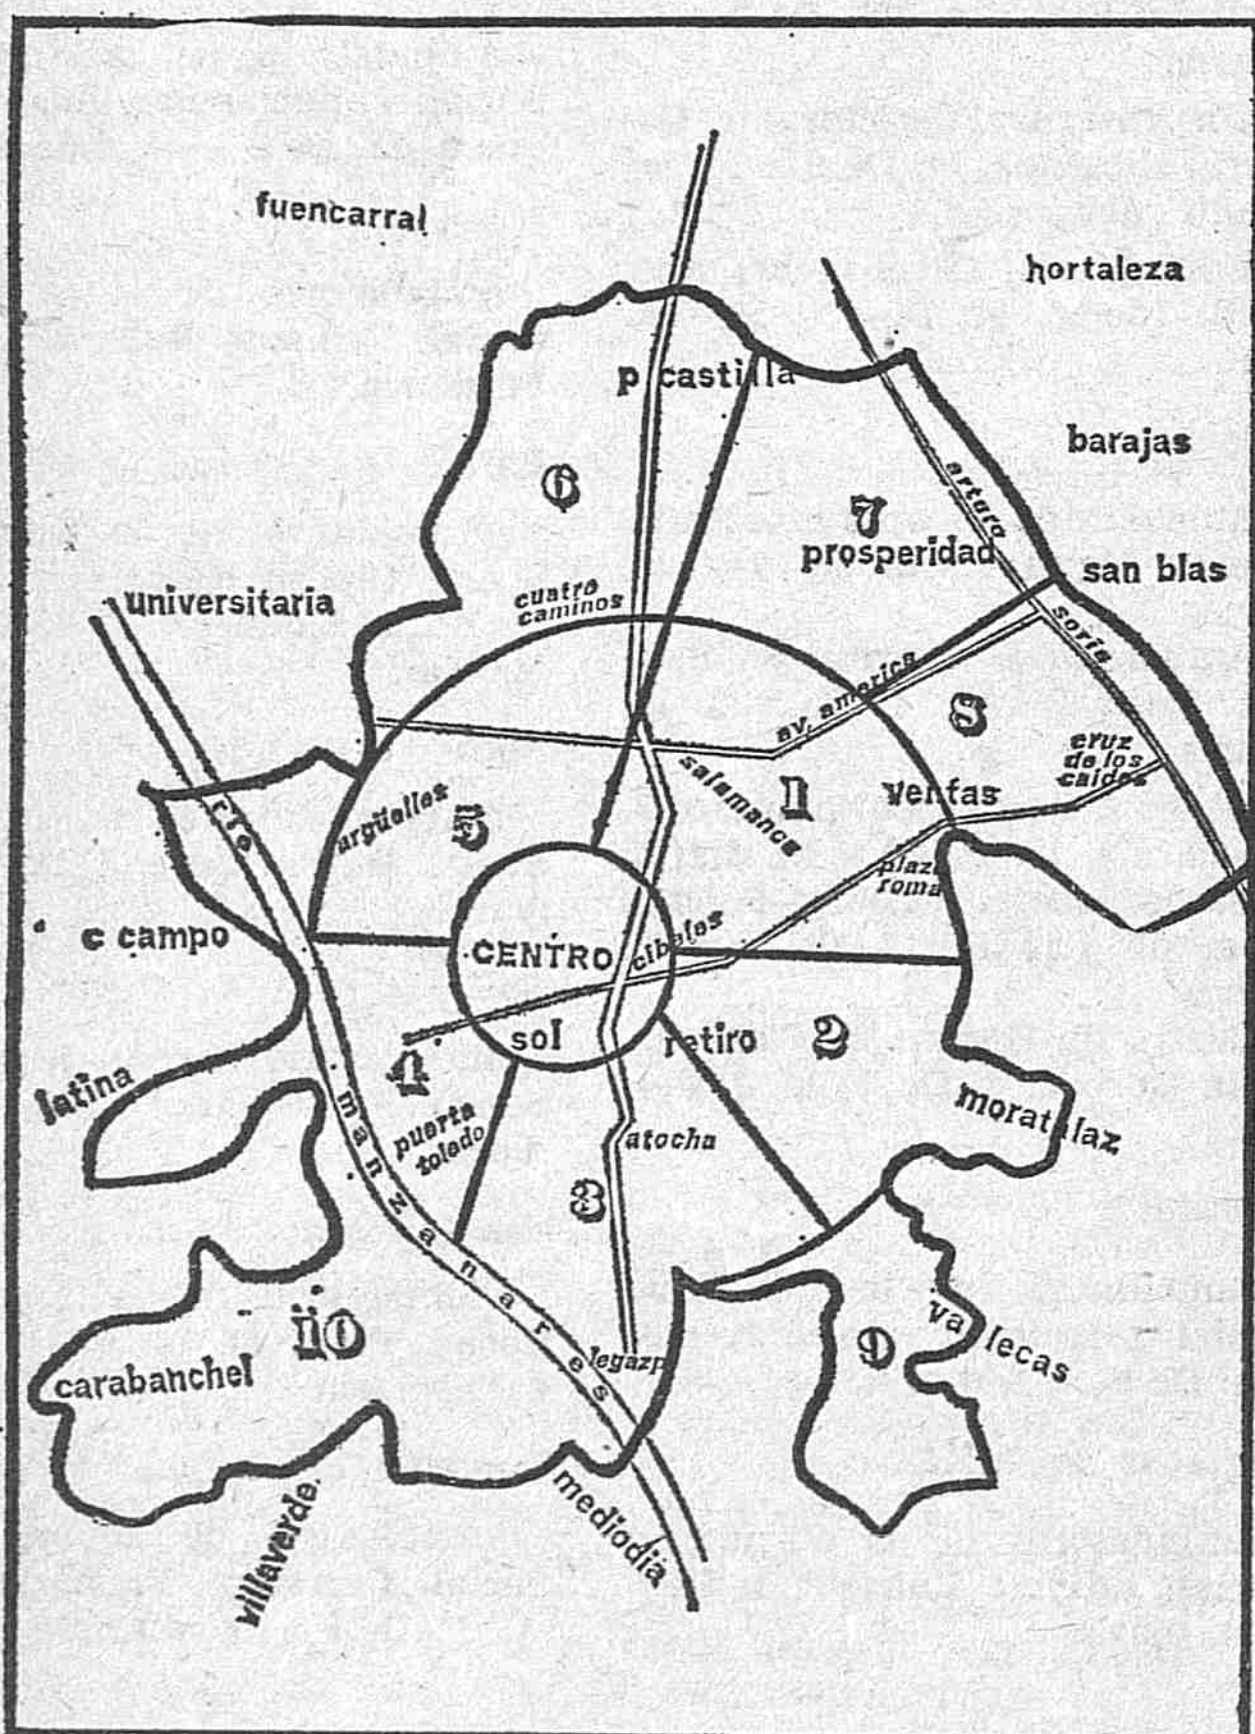 fuencarral
hortaleza
p castilla
barajas
6
7
arturo
prosperidad
san blas
cuatro
caminos
universitaria
soria
av. america
8
cruz
de los
caidos
salamanca
1
ventas
argüelles
5
rio
plaza
roma
c campo
CENTRO
cibeles
sol
retiro
2
4
latina
moratalaz
puerta
toledo
atocha
manzanares
3
10
vallecas
9
legazpi
carabanchel
mediodia
villaverde.